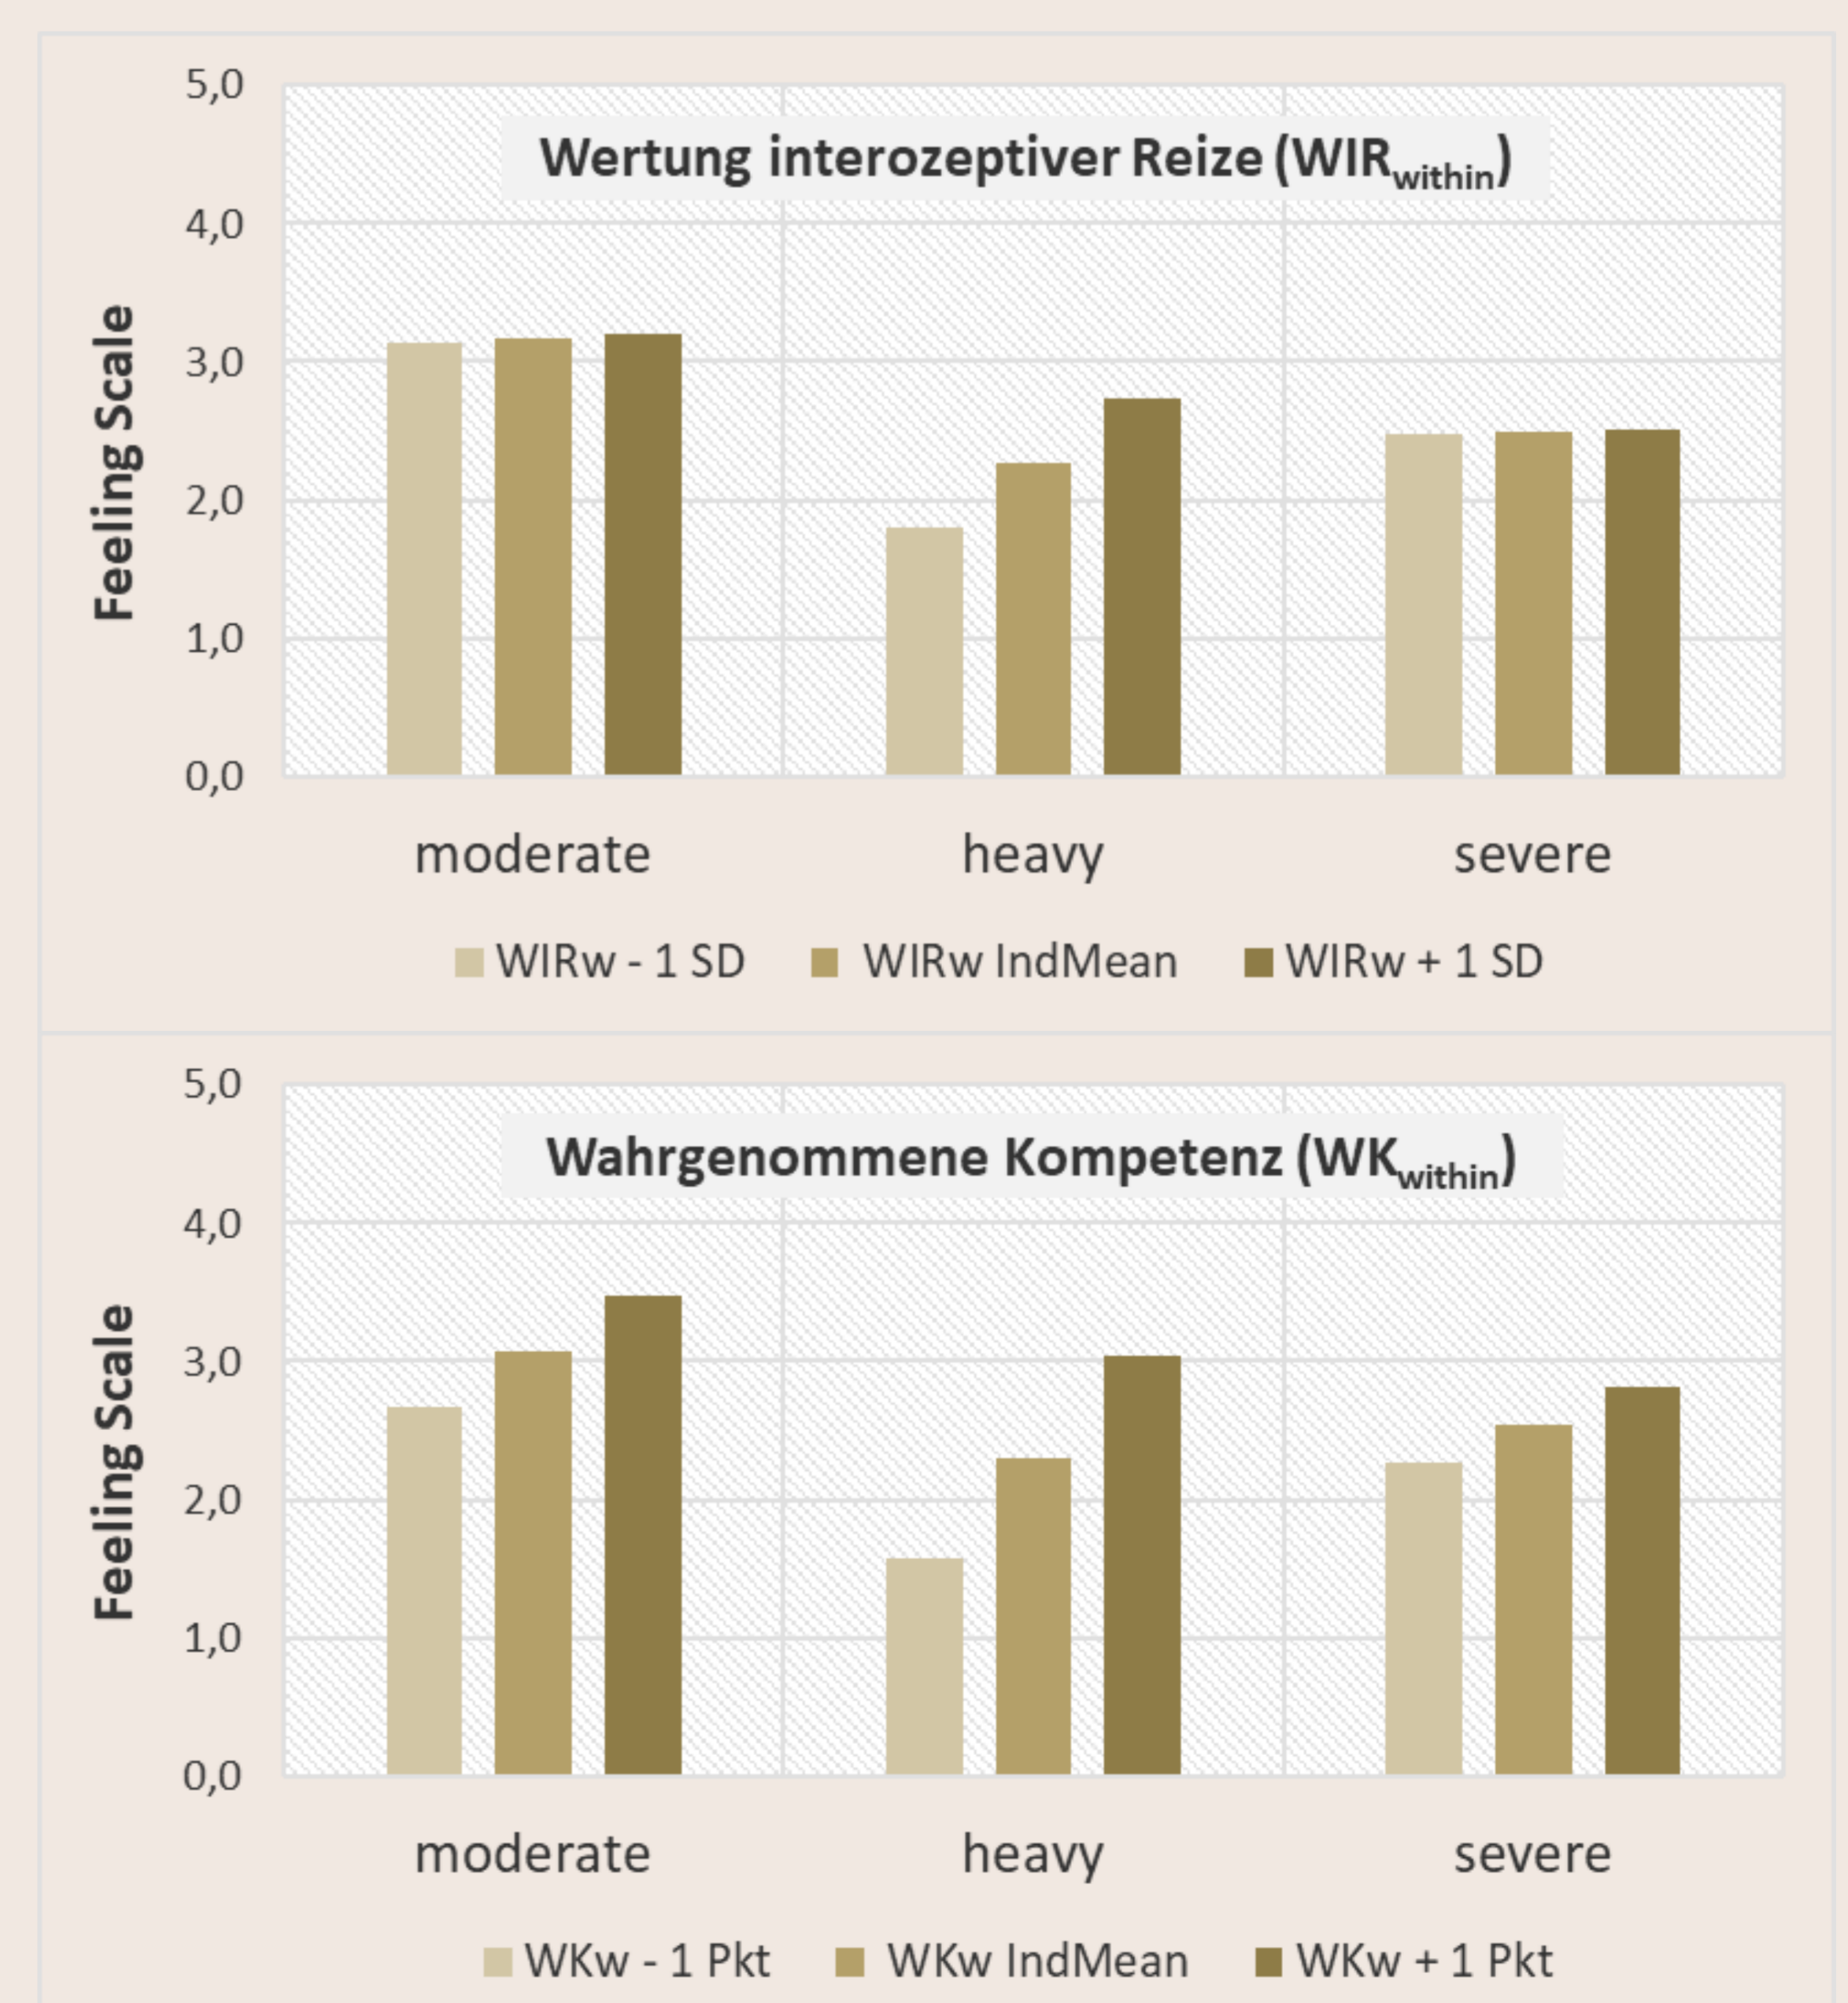 Wertung interozeptiver Reize (WIRwithin)
5,0
4,0
3,0
2,0
1,0
0,0
Feeling Scale
moderate heavy severe
WIRw - 1 SD WIRw IndMean WIRw + 1 SD
Wahrgenommene Kompetenz (WKwithin)
5,0
4,0
3,0
2,0
1,0
0,0
Feeling Scale
moderate heavy severe
WKw - 1 Pkt WKw IndMean WKw + 1 Pkt